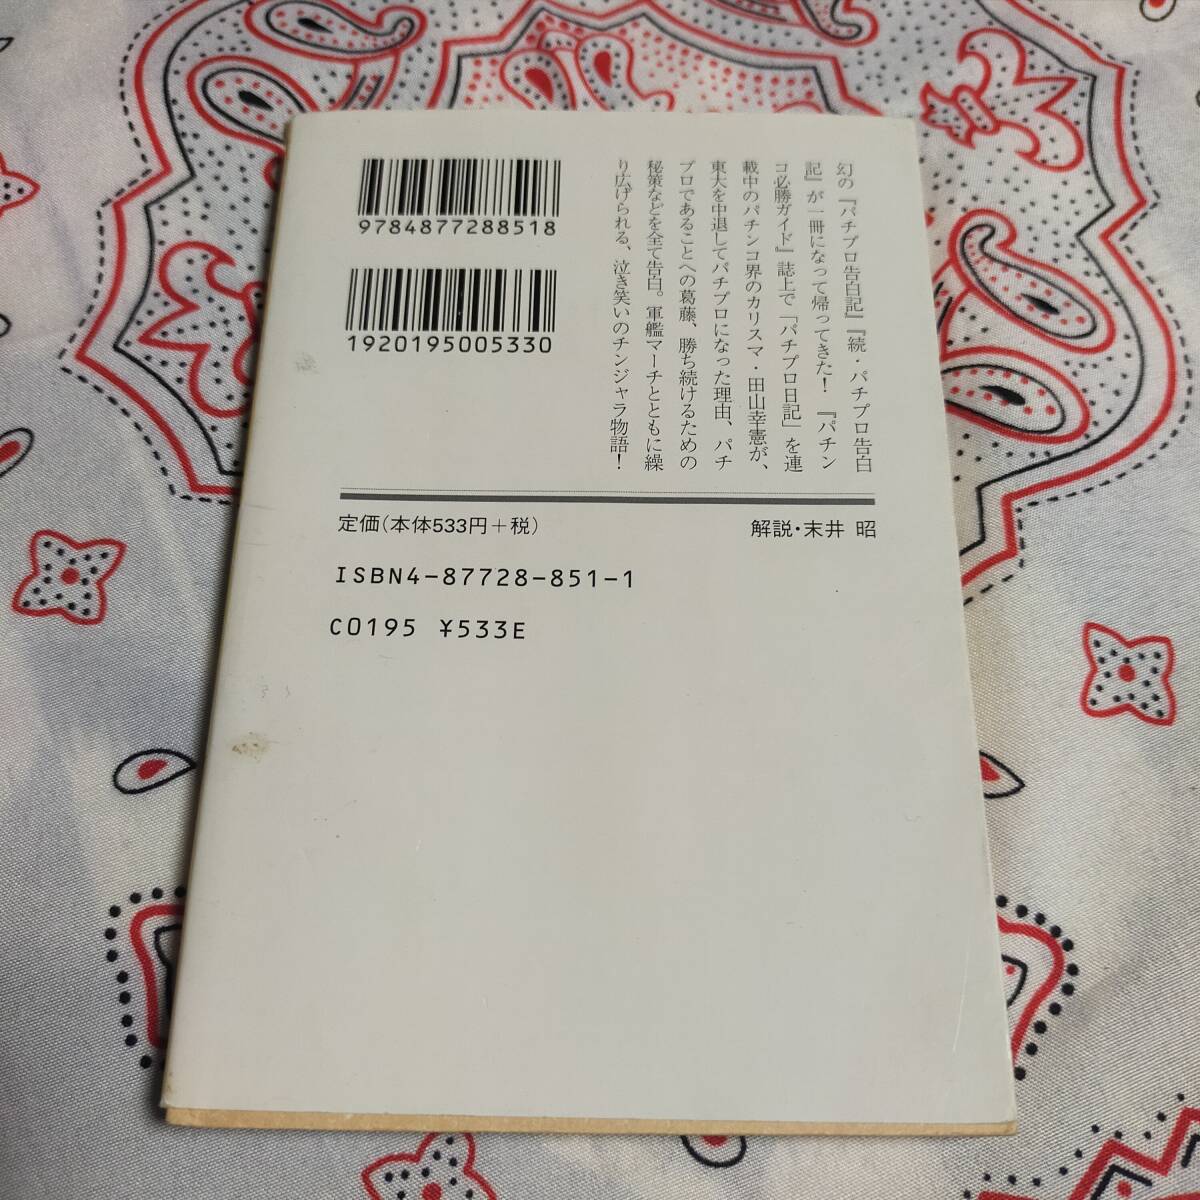 9784877288518
1920195005330
幻の『パチプロ告白記』『続・パチプロ告白
記』が一冊になって帰ってきた！『パチン
コ必勝ガイド』誌上で「パチプロ日記」を連
載中のパチンコ界のカリスマ・田山幸憲が、
東大を中退してパチプロになった理由、パチ
プロであることへの葛藤、勝ち続けるための
秘策などを全て告白。軍艦マーチとともに繰
り広げられる、泣き笑いのチンジャラ物語！
定価(本体533円＋税)
解説・末井 昭
ISBN4-87728-851-1
C0195 ¥533E